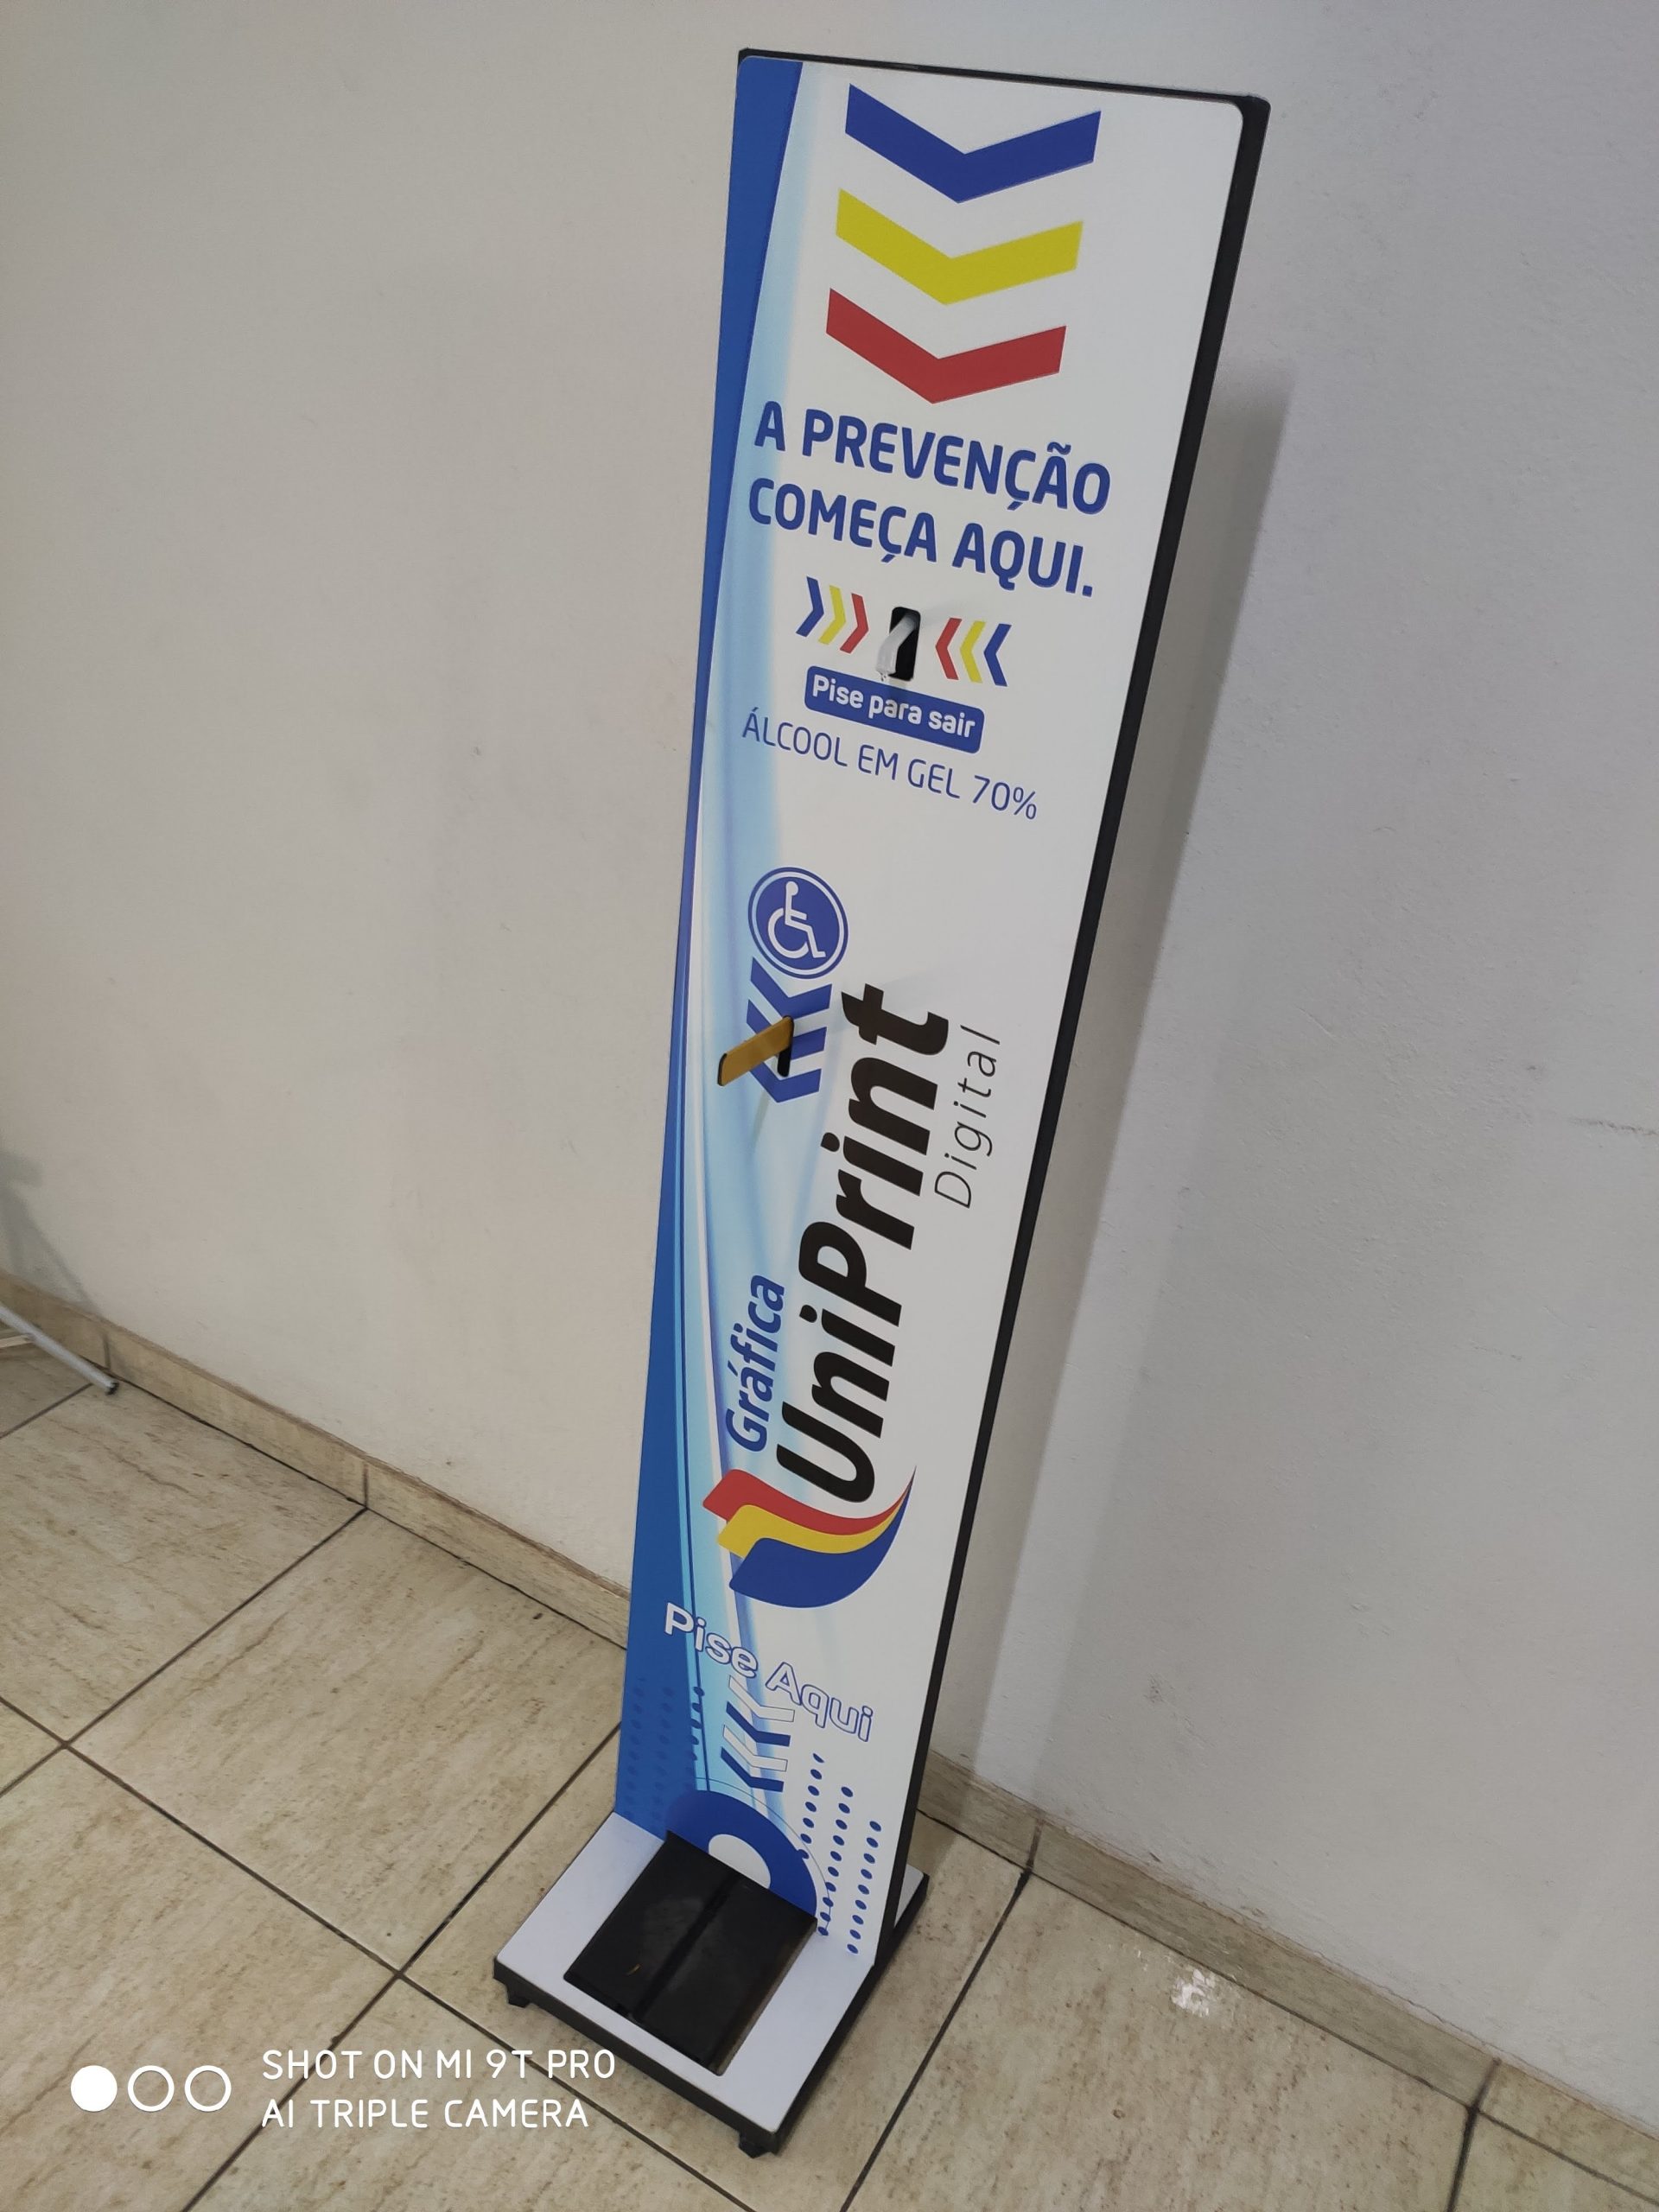 A PREVENÇÃO
COMEÇA AQUI.
Pise para sair
ÁLCOOL EM GEL 70%
Gráfica
UniPrint
Digital
Pise Aqui
SHOT ON MI 9T PRO
AI TRIPLE CAMERA